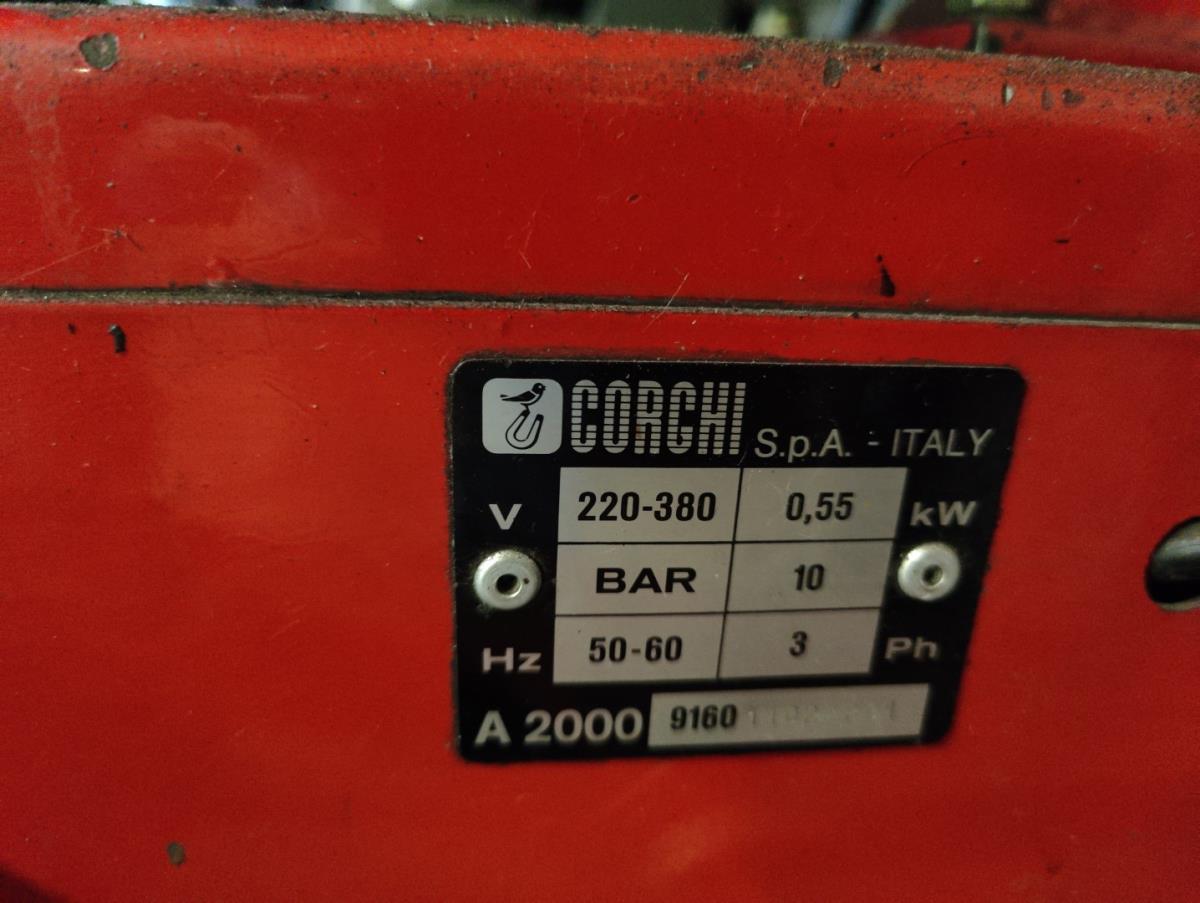 CORGHI S.p.A. - ITALY
V 220-380 0,55 kW
BAR 10
Hz 50-60 3 Ph
A 2000 9160